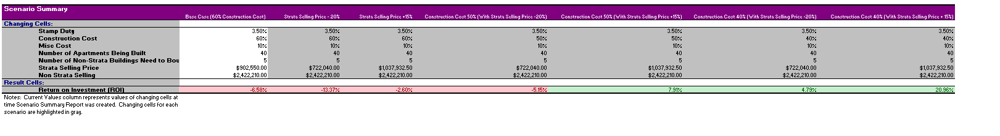 Scenario Summary
Base Case (60% Construction Cost) Strata Selling Price - 20% Strata Selling Price +15% Construction Cost 50% (With Strata Selling Price -20%) Construction Cost 50% (With Strata Selling Price +15%) Construction Cost 40% (With Strata Selling Price -20%) Construction Cost 40% (With Strata Selling Price + 15%)
Changing Cells:
Stamp Duty 3.50% 3.50% 3.50% 3.50% 3.50% 3.50% 3.50%
Construction Cost 60% 60% 60% 50% 50% 40% 40%
Misc Cost 10% 10% 10% 10% 10% 10% 10%
Number of Apartments Being Built 40 40 40 40 40 40 40
Number of Non-Strata Buildings Need to Bou 5 5 5 5 5 5 5
Strata Selling Price $902,550.00 $722,040.00 $1,037,932.50 $722,040.00 $1,037,932.50 $722,040.00 $1,037,932.50
Non Strata Selling $2,422,210.00 $2,422,210.00 $2,422,210.00 $2,422,210.00 $2,422,210.00 $2,422,210.00 $2,422,210.00
Result Cells:
Return on Investment (ROI) -6.58% -13.37% -2.60% -5.15% 7.91% 4.79% 20.96%
Notes: Current Values column represents values of changing cells at
time Scenario Summary Report was created. Changing cells for each
scenario are highlighted in gray.